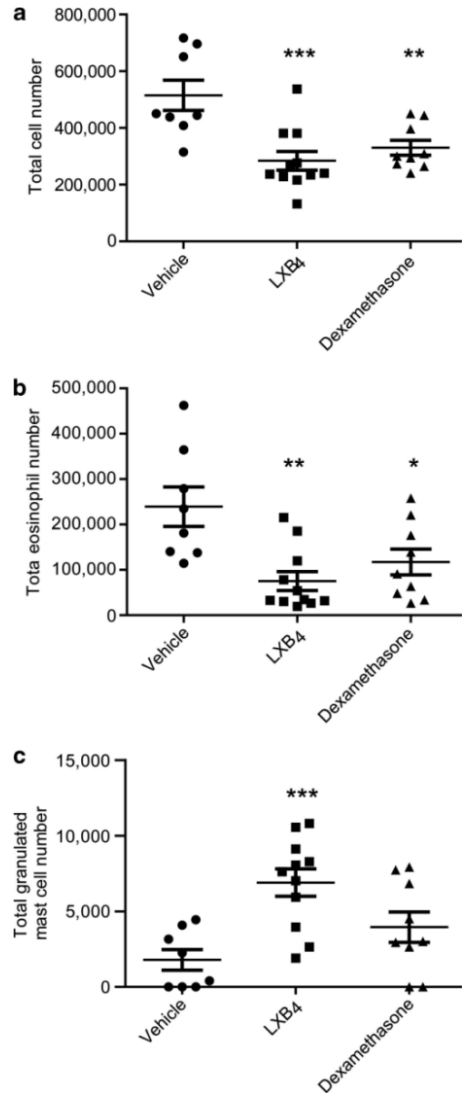 a
800,000
600,000
400,000
200,000
0
Total cell number
***
**
Vehicle
LXB4
Dexamethasone
b
500,000
400,000
300,000
200,000
100,000
0
Tota eosinophil number
**
*
Vehicle
LXB4
Dexamethasone
c
15,000
10,000
5,000
0
Total granulated
mast cell number
***
Vehicle
LXB4
Dexamethasone